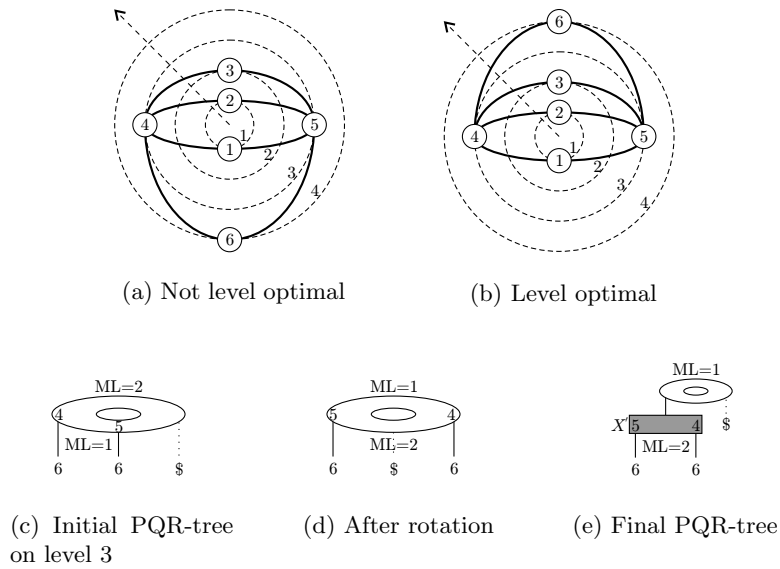 6
3
3
2
2
4
5
4
5
1
1
1
1
2
2
3
3
4
4
6
(a) Not level optimal
(b) Level optimal
ML=2
ML=1
ML=1
4
5
5
4
X' 5 4 $
ML=1
ML=2
ML=2
6 6 $
$ 6
6 6
(c) Initial PQR-tree
on level 3
(d) After rotation
(e) Final PQR-tree